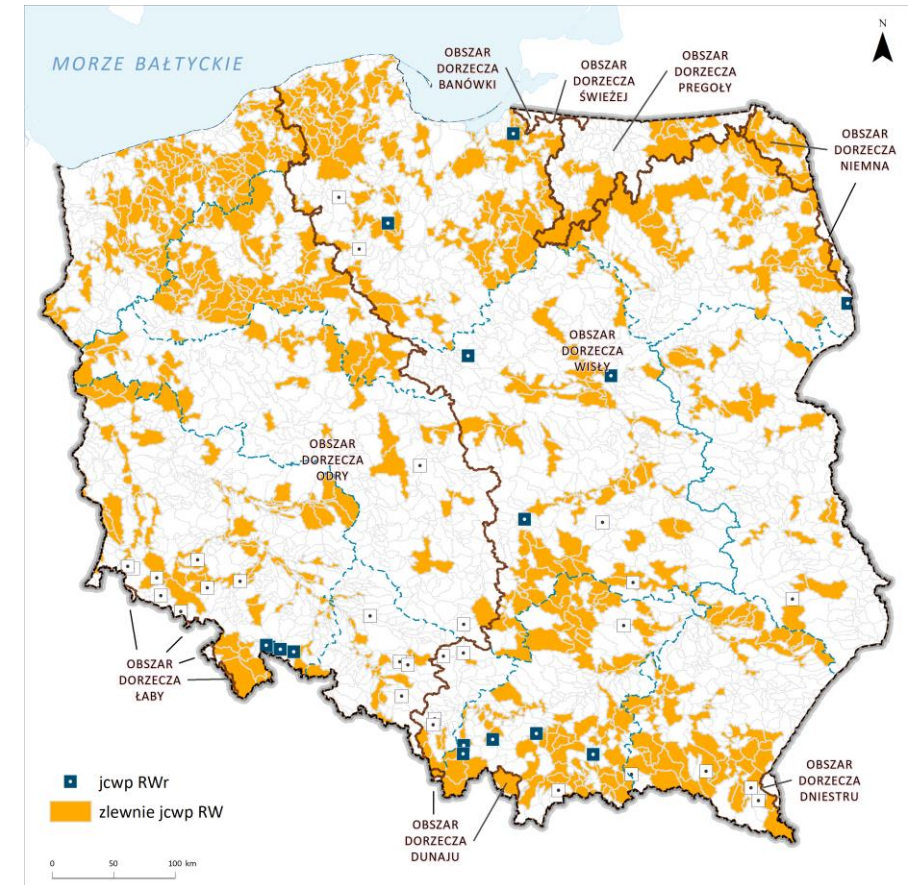 MORZE BAŁTYCKIE
OBSZAR
DORZECZA
BANÓWKI
OBSZAR
DORZECZA
ŚWIEŻEJ
OBSZAR
DORZECZA
PREGOŁY
N
OBSZAR
DORZECZA
NIEMNA
OBSZAR
DORZECZA
WISŁY
OBSZAR
DORZECZA
ODRY
OBSZAR
DORZECZA
ŁABY
OBSZAR
DORZECZA
DNIESTRU
OBSZAR
DORZECZA
DUNAJU
jcwp RWr
zlewnie jcwp RW
0 50 100 km